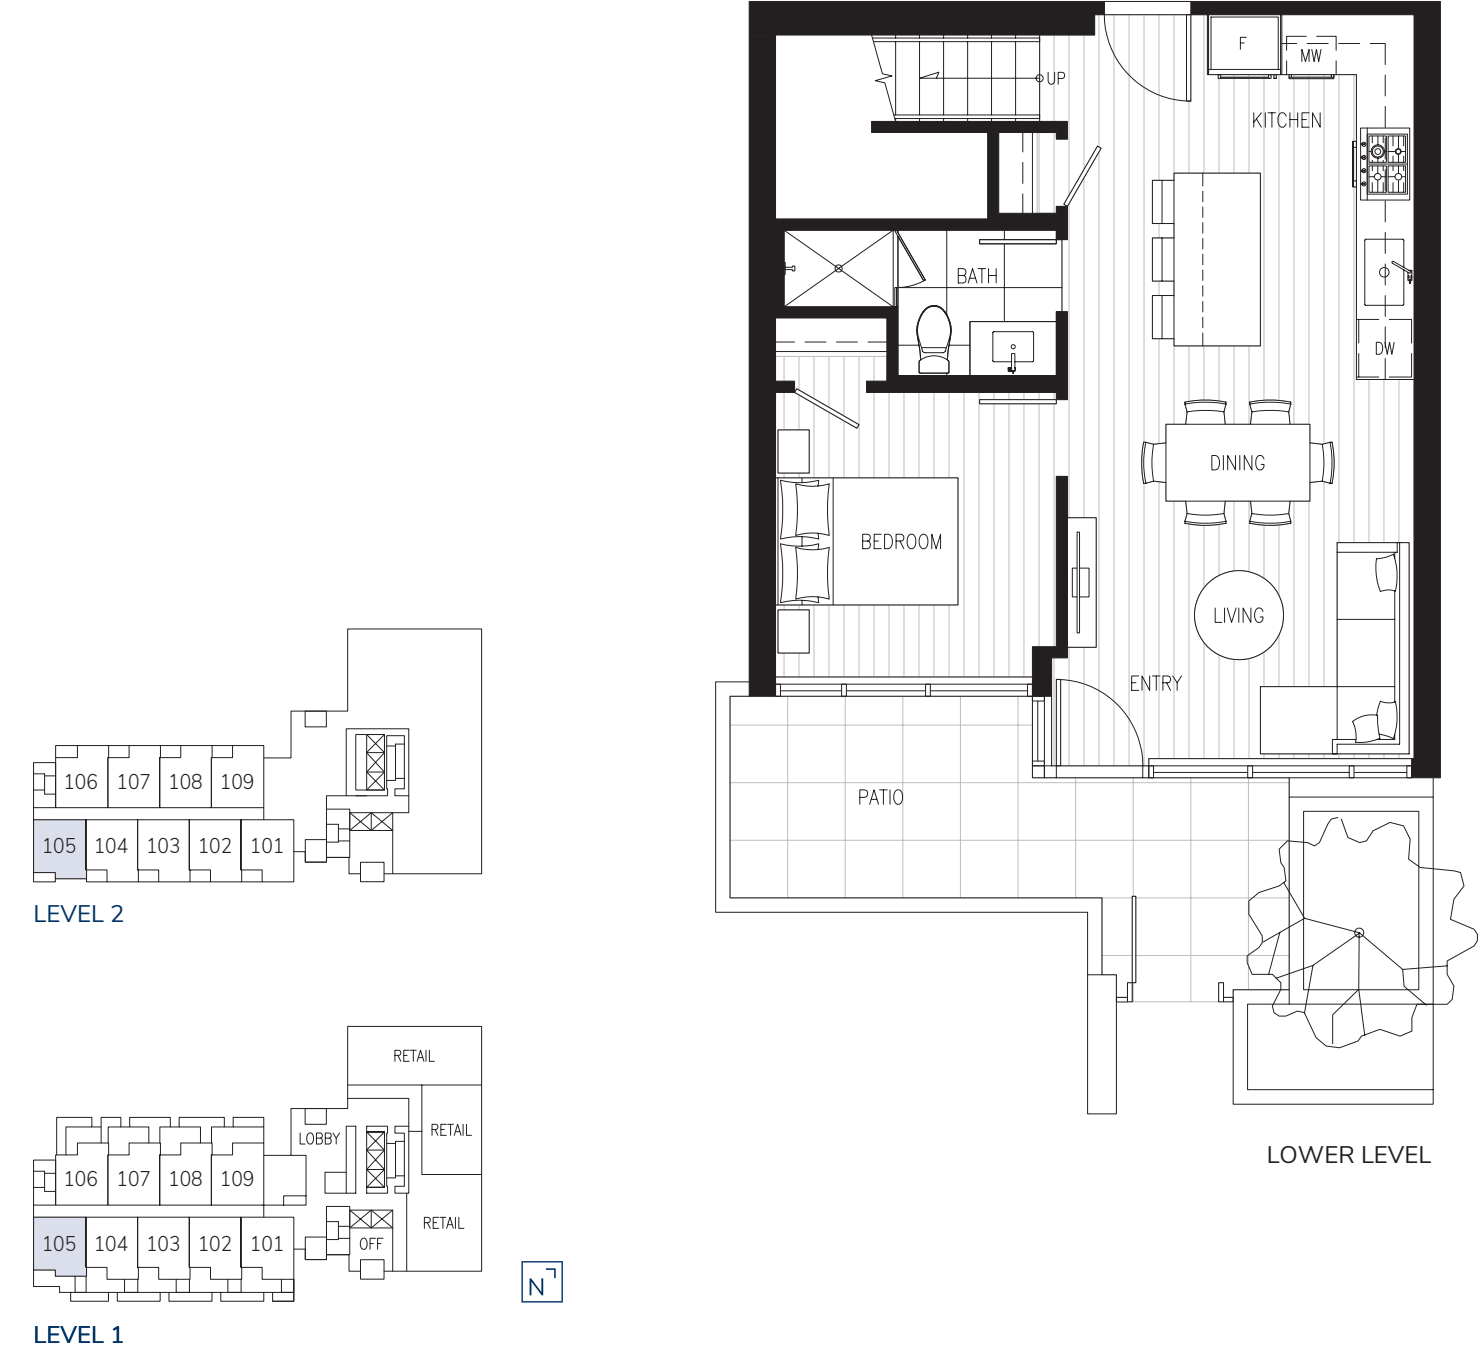 F
MW
UP
KITCHEN
BATH
DW
DINING
BEDROOM
LIVING
ENTRY
PATIO
LOWER LEVEL
106 107 108 109
105 104 103 102 101
LEVEL 2
RETAIL
LOBBY
RETAIL
106 107 108 109
RETAIL
105 104 103 102 101
OFF
N
LEVEL 1